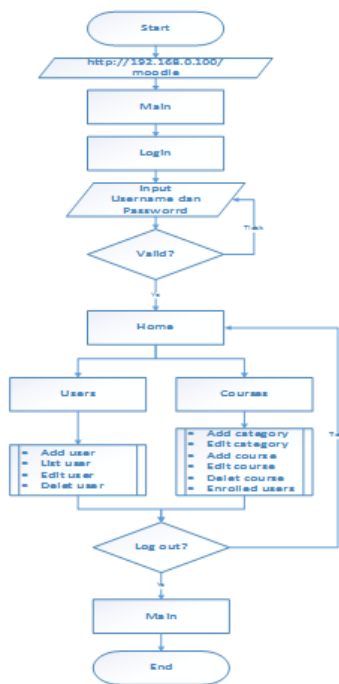 Start
http://192.168.0.100/
moodle
Main
Login
Input
Username dan
Password
Tidak
Valid?
Ya
Home
Users
Courses
Add user
List user
Edit user
Delet user
Add category
Edit category
Add course
Edit course
Delet course
Enrolled users
Log out?
Ya
Main
End